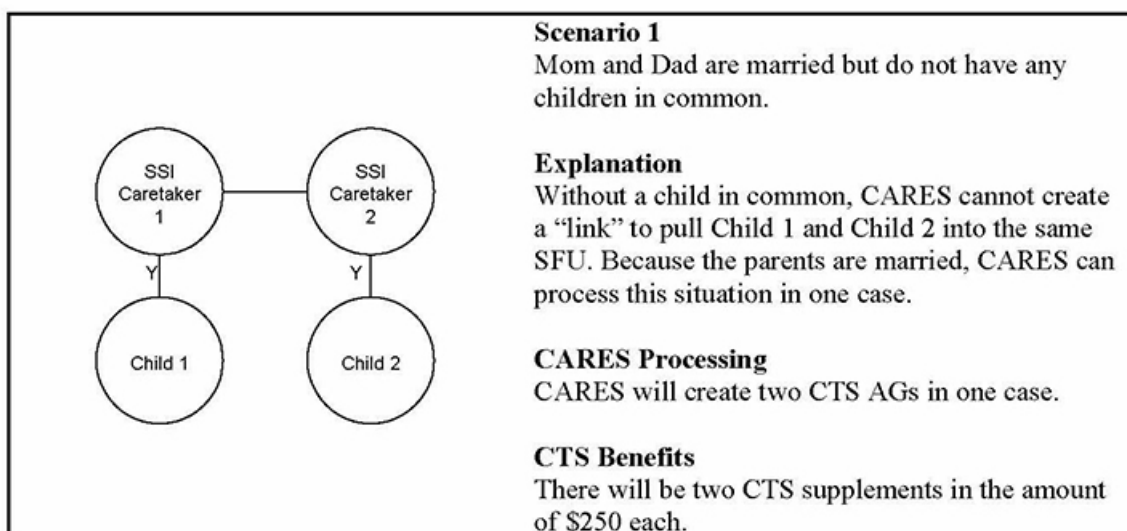 SSI
Caretaker
1
SSI
Caretaker
2
Y
Y
Child 1
Child 2
Scenario 1
Mom and Dad are married but do not have any
children in common.
Explanation
Without a child in common, CARES cannot create
a “link” to pull Child 1 and Child 2 into the same
SFU. Because the parents are married, CARES can
process this situation in one case.
CARES Processing
CARES will create two CTS AGs in one case.
CTS Benefits
There will be two CTS supplements in the amount
of $250 each.